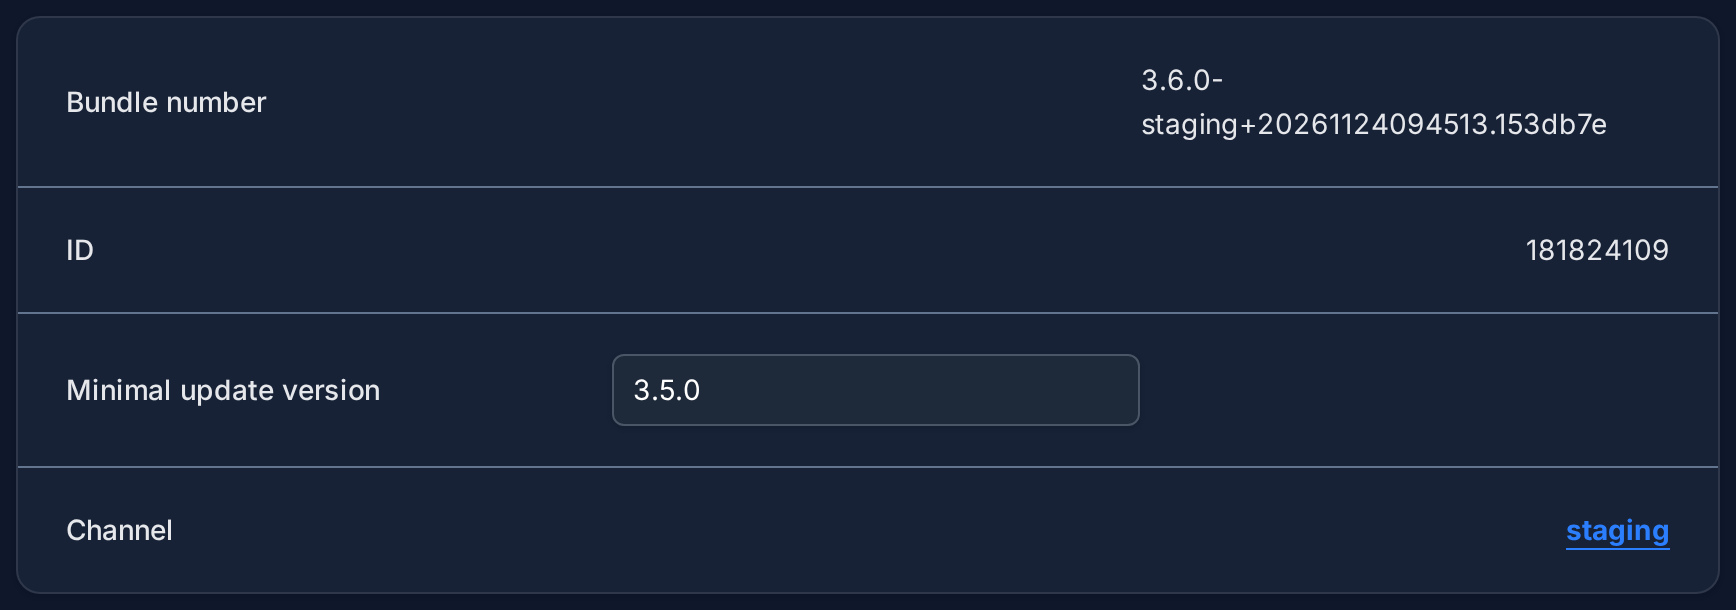 Bundle number
3.6.0-
staging+20261124094513.153db7e
ID
181824109
Minimal update version
3.5.0
Channel
staging